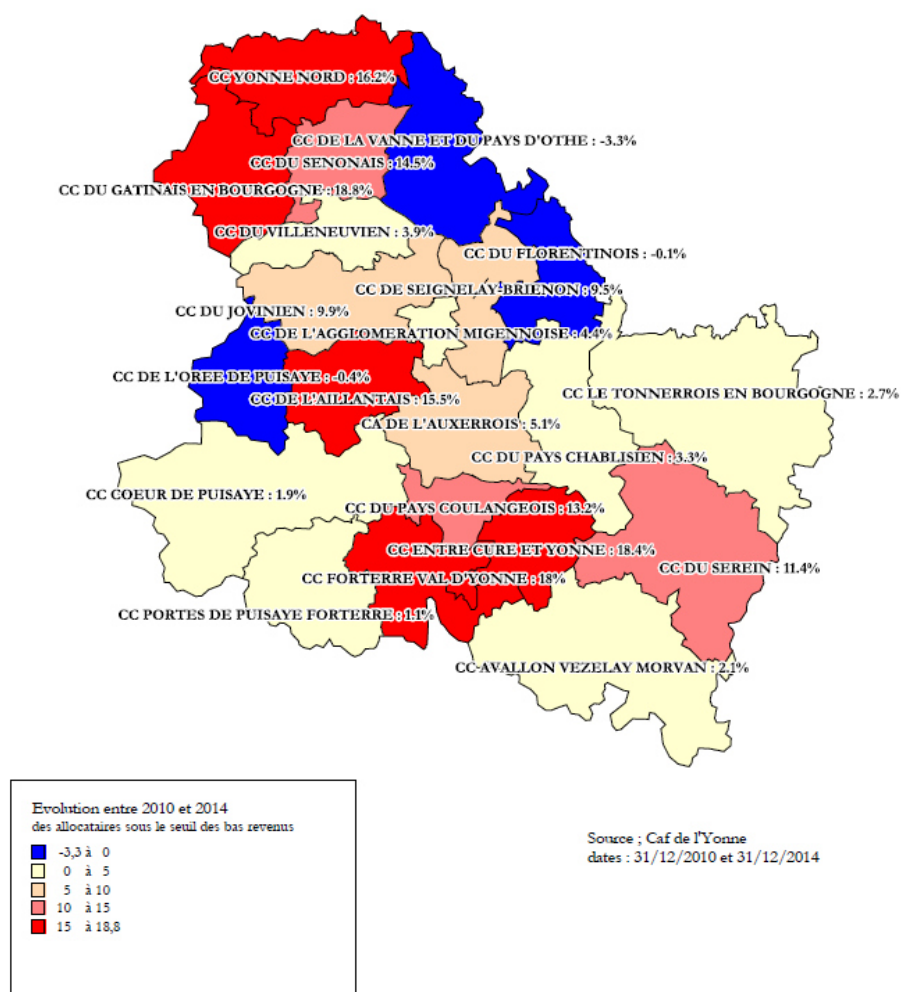 CC YONNE NORD : 16.2%
CC DE LA VANNE ET DU PAYS D'OTHE : -3.3%
CC DU SENONAIS : 14.5%
CC DU GATINAIS EN BOURGOGNE : 18.8%
CC DU VILLENEUVIEN : 3.9%
CC DU FLORENTINOIS : -0.1%
CC DE SEIGNELAY-BRIENON : 9.5%
CC DU JOVINIEN : 9.9%
CC DE L'AGGLOMERATION MIGENNOISE : 4.4%
CC DE L'OREE DE PUISAYE : -0.4%
CC LE TONNERROIS EN BOURGOGNE : 2.7%
CC DE L'AILLANTAIS : 15.5%
CA DE L'AUXERROIS : 5.1%
CC DU PAYS CHABLISIEN : 3.3%
CC COEUR DE PUISAYE : 1.9%
CC DU PAYS COULANGEOIS : 13.2%
CC ENTRE CURE ET YONNE : 18.4%
CC DU SEREIN : 11.4%
CC FORTERRE VAL D'YONNE : 18%
CC PORTES DE PUISAYE FORTERRE : 1.1%
CC AVALLON VEZELAY MORVAN : 2.1%
Evolution entre 2010 et 2014
des allocataires sous le seuil des bas revenus
-3,3 à 0
0 à 5
5 à 10
10 à 15
15 à 18,8
Source ; Caf de l'Yonne
dates : 31/12/2010 et 31/12/2014